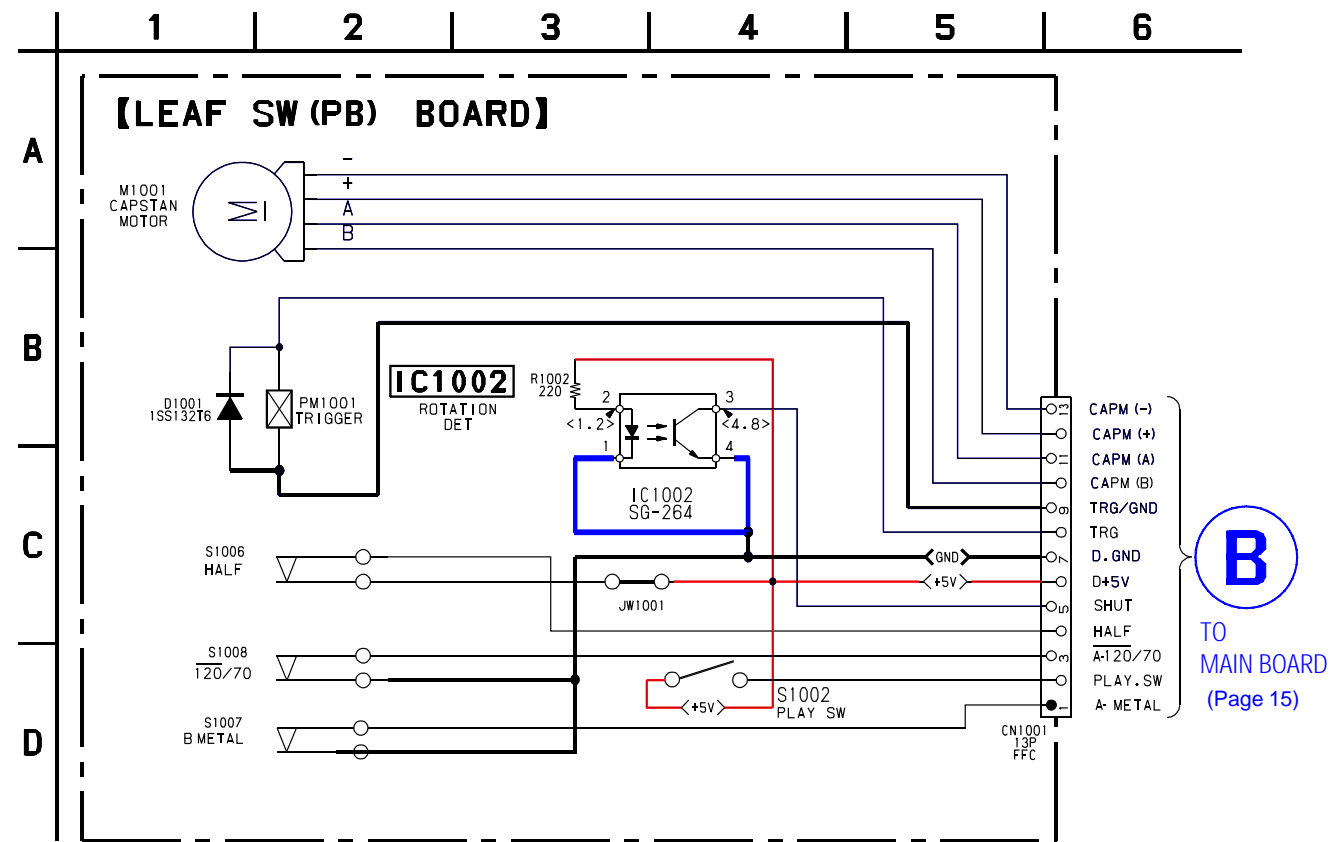 1 2 3 4 5 6
A
B
C
D
【LEAF SW(PB) BOARD】
M1001
CAPSTAN
MOTOR
M
-
+
A
B
D1001
1SS132T6
PM1001
TRIGGER
IC1002
ROTATION
DET
R1002
220
2
3
<1.2>
<4.8>
1
4
IC1002
SG-264
S1006
HALF
JW1001
GND
+5V
S1008
120/70
S1007
B METAL
+5V
S1002
PLAY SW
13 CAPM(-)
CAPM(+)
11 CAPM(A)
CAPM(B)
9 TRG/GND
TRG
7 D.GND
D+5V
5 SHUT
HALF
3 A-120/70
PLAY.SW
1 A- METAL
CN1001
13P
FFC
B
TO
MAIN BOARD
(Page 15)